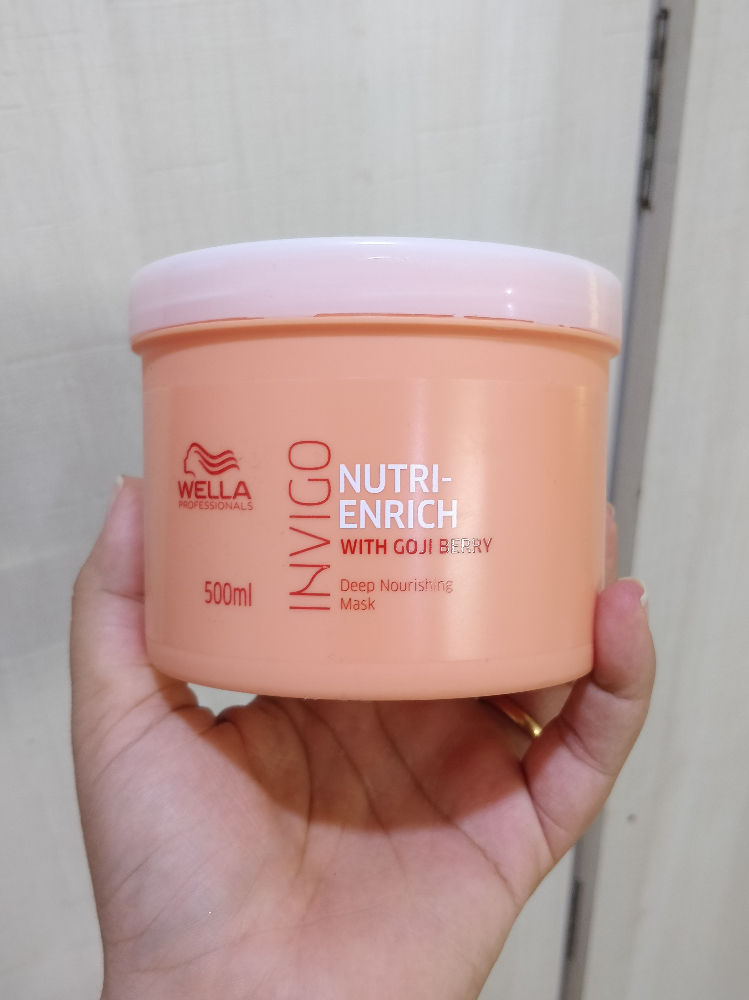 WELLA
PROFESSIONALS
500ml
INVIGO
NUTRI-
ENRICH
WITH GOJI BERRY
Deep Nourishing
Mask